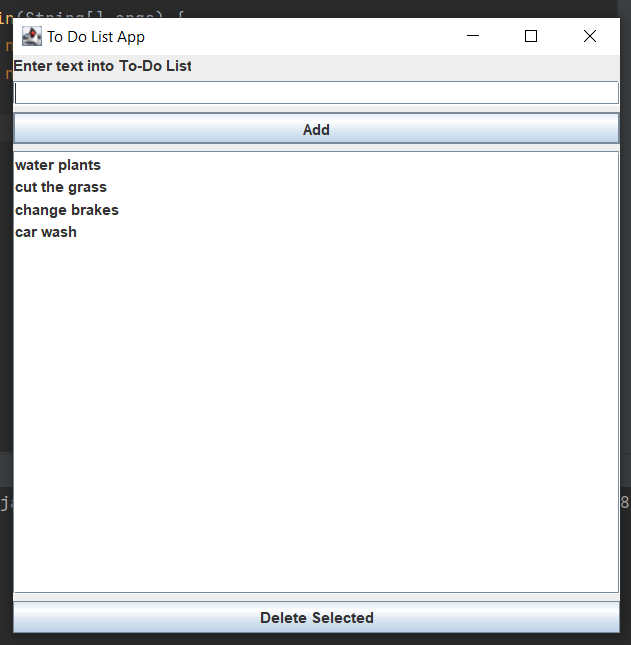 in(String[] args) {
To Do List App
Enter text into To-Do List
Add
water plants
cut the grass
change brakes
car wash
8
Delete Selected